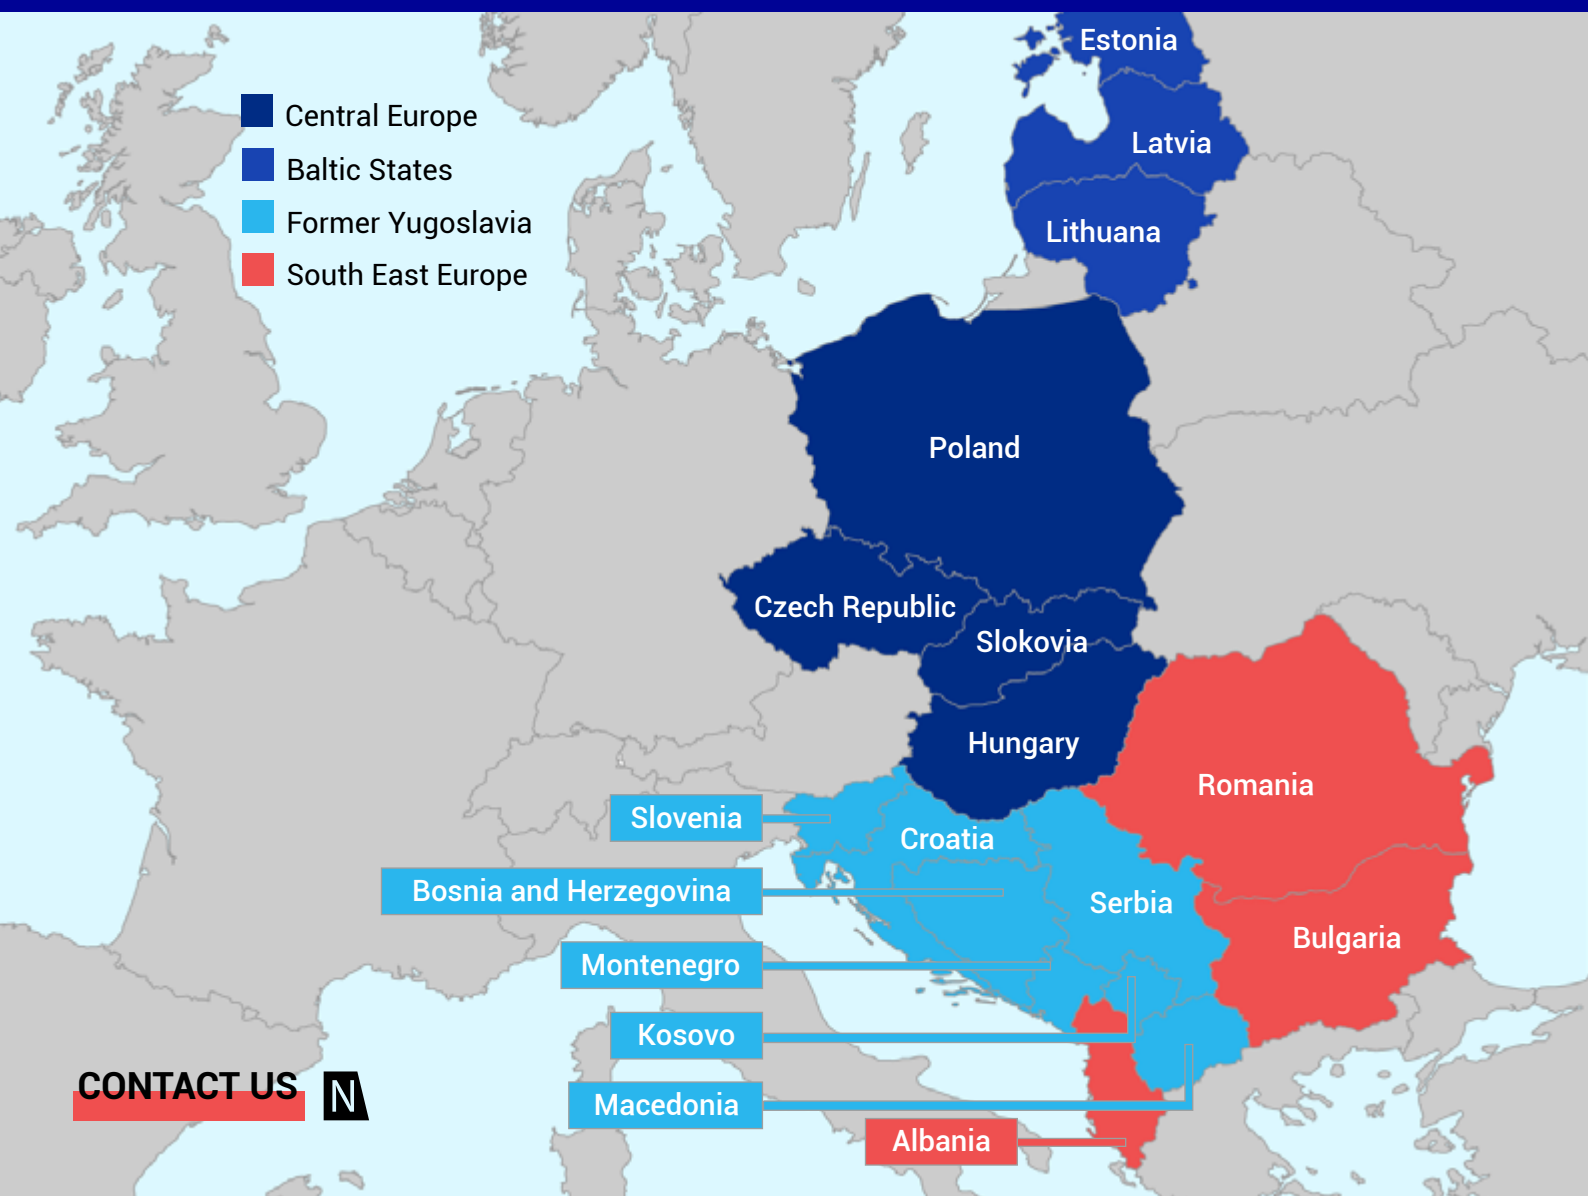 Estonia
Central Europe
Latvia
Baltic States
Former Yugoslavia
Lithuana
South East Europe
Poland
Czech Republic
Slokovia
Hungary
Romania
Slovenia
Croatia
Bosnia and Herzegovina
Serbia
Bulgaria
Montenegro
Kosovo
CONTACT US N
Macedonia
Albania